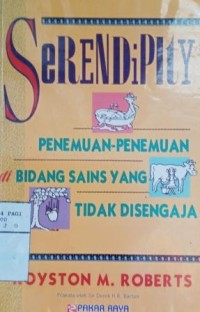 SeRENDiPitY
PENEMUAN-PENEMUAN
di BIDANG SAINS YANG
TIDAK DISENGAJA
ROYSTON M. ROBERTS
PAKAR RAYA